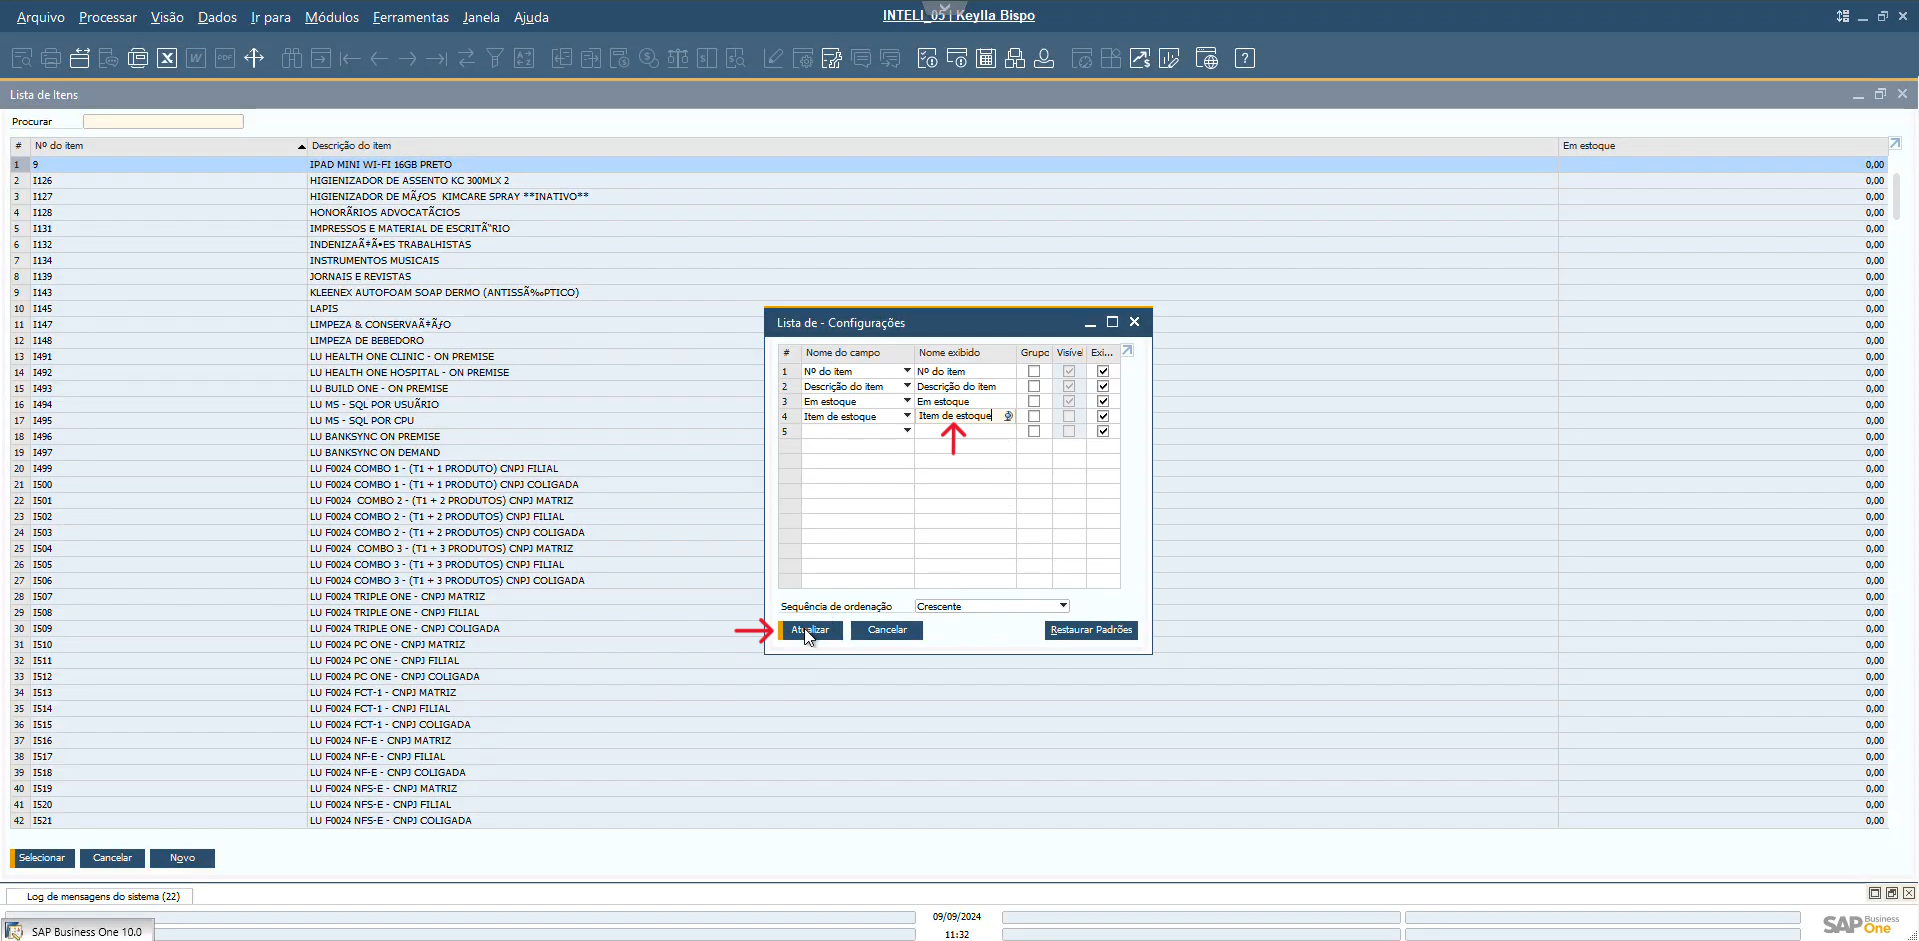 Arquivo Processar Visão Dados Ir para Módulos Ferramentas Janela Ajuda
INTELI_05 | Keylla Bispo
Lista de Itens
Procurar
# Nº do item Descrição do item Em estoque
1 9 IPAD MINI WI-FI 16GB PRETO 0,00
2 I126 HIGIENIZADOR DE ASSENTO KC 300MLX 2 0,00
3 I127 HIGIENIZADOR DE MÃƒOS KIMCARE SPRAY **INATIVO** 0,00
4 I128 HONORÃRIOS ADVOCATÃCIOS 0,00
5 I131 IMPRESSOS E MATERIAL DE ESCRITÃ"RIO 0,00
6 I132 INDENIZAÃ‡Ã•ES TRABALHISTAS 0,00
7 I134 INSTRUMENTOS MUSICAIS 0,00
8 I139 JORNAIS E REVISTAS 0,00
9 I143 KLEENEX AUTOFOAM SOAP DERMO (ANTISSÃ‰PTICO) 0,00
10 I145 LAPIS 0,00
11 I147 LIMPEZA & CONSERVAÃ‡ÃƒO 0,00
12 I148 LIMPEZA DE BEBEDORO 0,00
13 I491 LU HEALTH ONE CLINIC - ON PREMISE 0,00
14 I492 LU HEALTH ONE HOSPITAL - ON PREMISE 0,00
15 I493 LU BUILD ONE - ON PREMISE 0,00
16 I494 LU MS - SQL POR USUÃRIO 0,00
17 I495 LU MS - SQL POR CPU 0,00
18 I496 LU BANKSYNC ON PREMISE 0,00
19 I497 LU BANKSYNC ON DEMAND 0,00
20 I499 LU F0024 COMBO 1 - (T1 + 1 PRODUTO) CNPJ FILIAL 0,00
21 I500 LU F0024 COMBO 1 - (T1 + 1 PRODUTO) CNPJ COLIGADA 0,00
22 I501 LU F0024 COMBO 2 - (T1 + 2 PRODUTOS) CNPJ MATRIZ 0,00
23 I502 LU F0024 COMBO 2 - (T1 + 2 PRODUTOS) CNPJ FILIAL 0,00
24 I503 LU F0024 COMBO 2 - (T1 + 2 PRODUTOS) CNPJ COLIGADA 0,00
25 I504 LU F0024 COMBO 3 - (T1 + 3 PRODUTOS) CNPJ MATRIZ 0,00
26 I505 LU F0024 COMBO 3 - (T1 + 3 PRODUTOS) CNPJ FILIAL 0,00
27 I506 LU F0024 COMBO 3 - (T1 + 3 PRODUTOS) CNPJ COLIGADA 0,00
28 I507 LU F0024 TRIPLE ONE - CNPJ MATRIZ 0,00
29 I508 LU F0024 TRIPLE ONE - CNPJ FILIAL 0,00
30 I509 LU F0024 TRIPLE ONE - CNPJ COLIGADA 0,00
31 I510 LU F0024 PC ONE - CNPJ MATRIZ 0,00
32 I511 LU F0024 PC ONE - CNPJ FILIAL 0,00
33 I512 LU F0024 PC ONE - CNPJ COLIGADA 0,00
34 I513 LU F0024 FCT-1 - CNPJ MATRIZ 0,00
35 I514 LU F0024 FCT-1 - CNPJ FILIAL 0,00
36 I515 LU F0024 FCT-1 - CNPJ COLIGADA 0,00
37 I516 LU F0024 NF-E - CNPJ MATRIZ 0,00
38 I517 LU F0024 NF-E - CNPJ FILIAL 0,00
39 I518 LU F0024 NF-E - CNPJ COLIGADA 0,00
40 I519 LU F0024 NFS-E - CNPJ MATRIZ 0,00
41 I520 LU F0024 NFS-E - CNPJ FILIAL 0,00
42 I521 LU F0024 NFS-E - CNPJ COLIGADA 0,00
Lista de - Configurações
# Nome do campo Nome exibido Grupo Visível Exi...
1 Nº do item Nº do item
2 Descrição do item Descrição do item
3 Em estoque Em estoque
4 Item de estoque Item de estoque
5
Sequência de ordenação Crescente
Atualizar Cancelar Restaurar Padrões
Selecionar Cancelar Novo
Log de mensagens do sistema (22)
09/09/2024
11:32
SAP Business One 10.0
SAP Business One